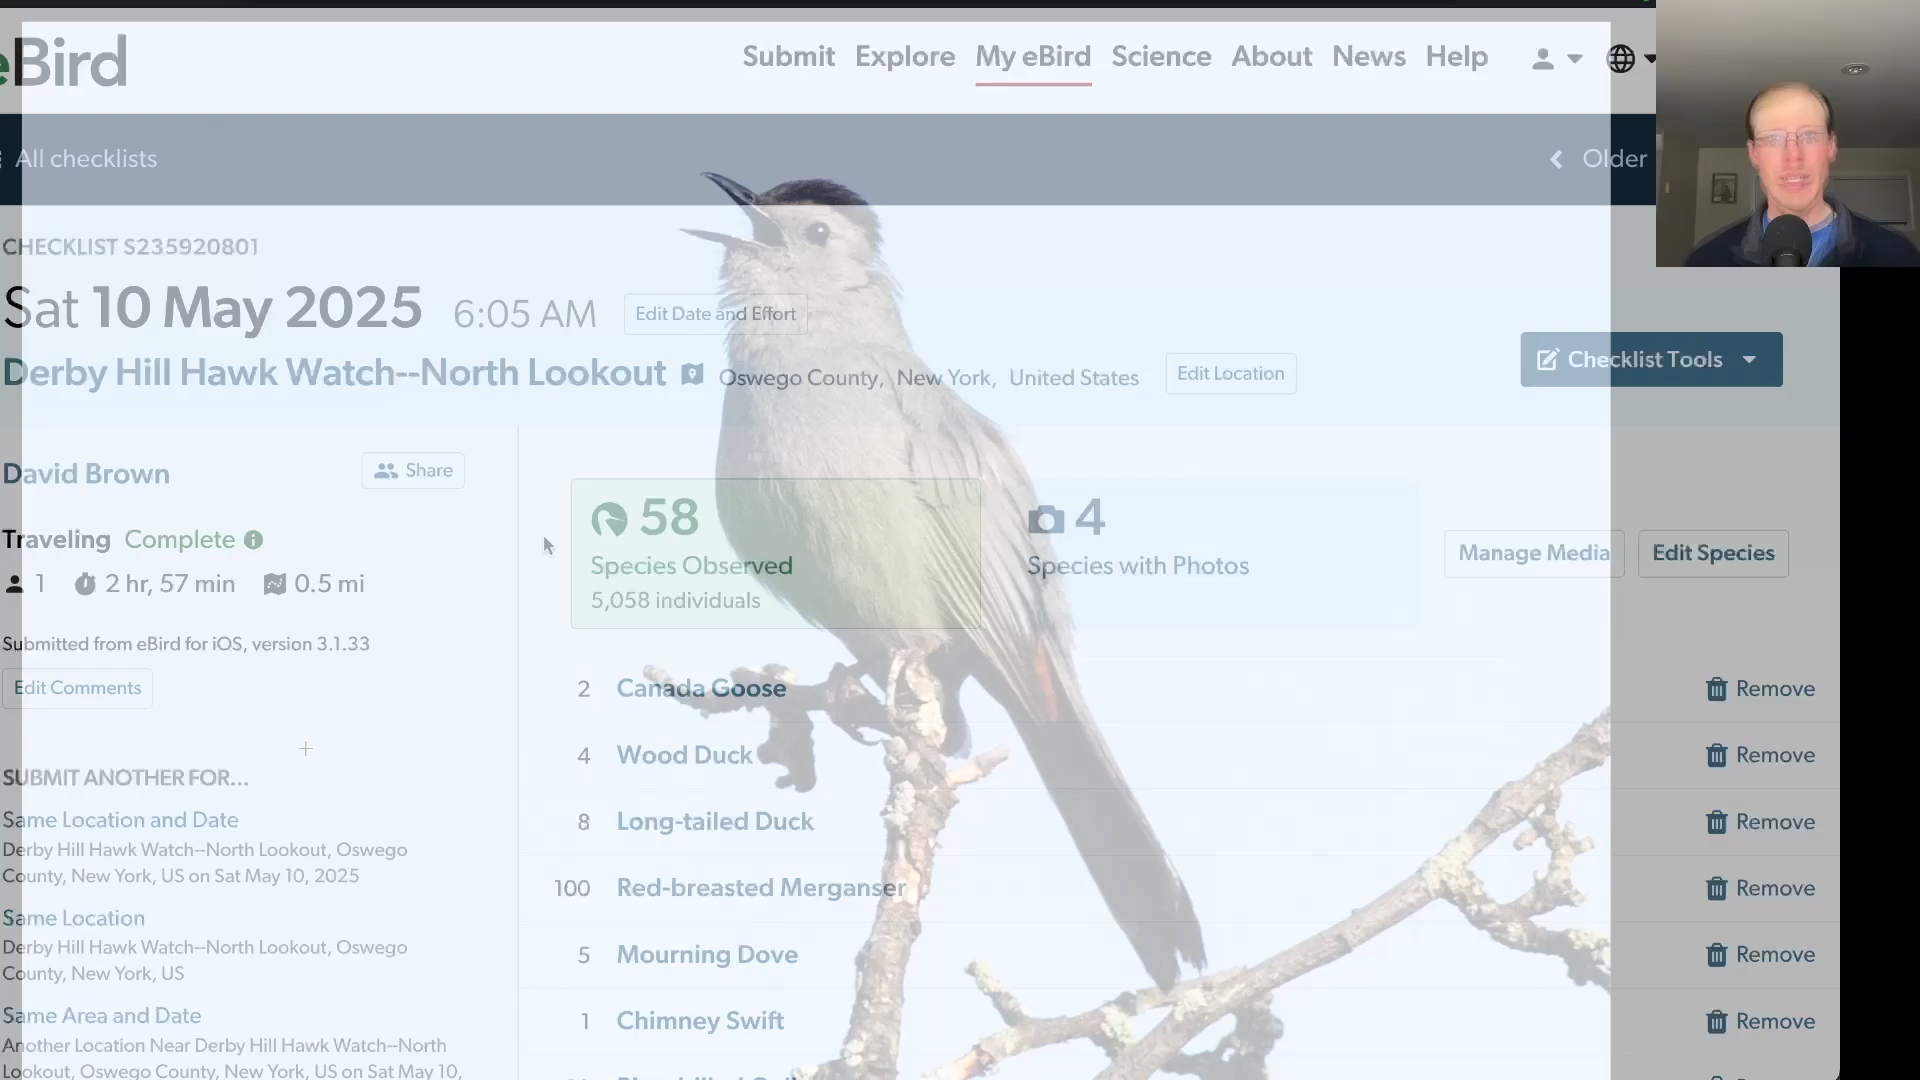 eBird
Submit Explore My eBird Science About News Help
All checklists
Older
CHECKLIST S235920801
Sat 10 May 2025 6:05 AM Edit Date and Effort
Derby Hill Hawk Watch--North Lookout Oswego County, New York, United States Edit Location
Checklist Tools
David Brown Share
Traveling Complete
1 2 hr, 57 min 0.5 mi
Submitted from eBird for iOS, version 3.1.33
Edit Comments
SUBMIT ANOTHER FOR...
Same Location and Date
Derby Hill Hawk Watch--North Lookout, Oswego
County, New York, US on Sat May 10, 2025
Same Location
Derby Hill Hawk Watch--North Lookout, Oswego
County, New York, US
Same Area and Date
Another Location Near Derby Hill Hawk Watch--North
Lookout, Oswego County, New York, US on Sat May 10,
58
Species Observed
5,058 individuals
4
Species with Photos
Manage Media Edit Species
2 Canada Goose Remove
4 Wood Duck Remove
8 Long-tailed Duck Remove
100 Red-breasted Merganser Remove
5 Mourning Dove Remove
1 Chimney Swift Remove